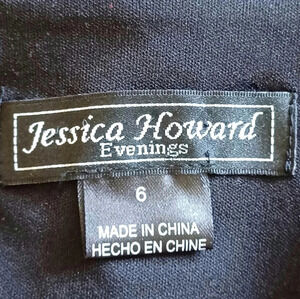 Jessica Howard
Evenings
6
MADE IN CHINA
HECHO EN CHINE